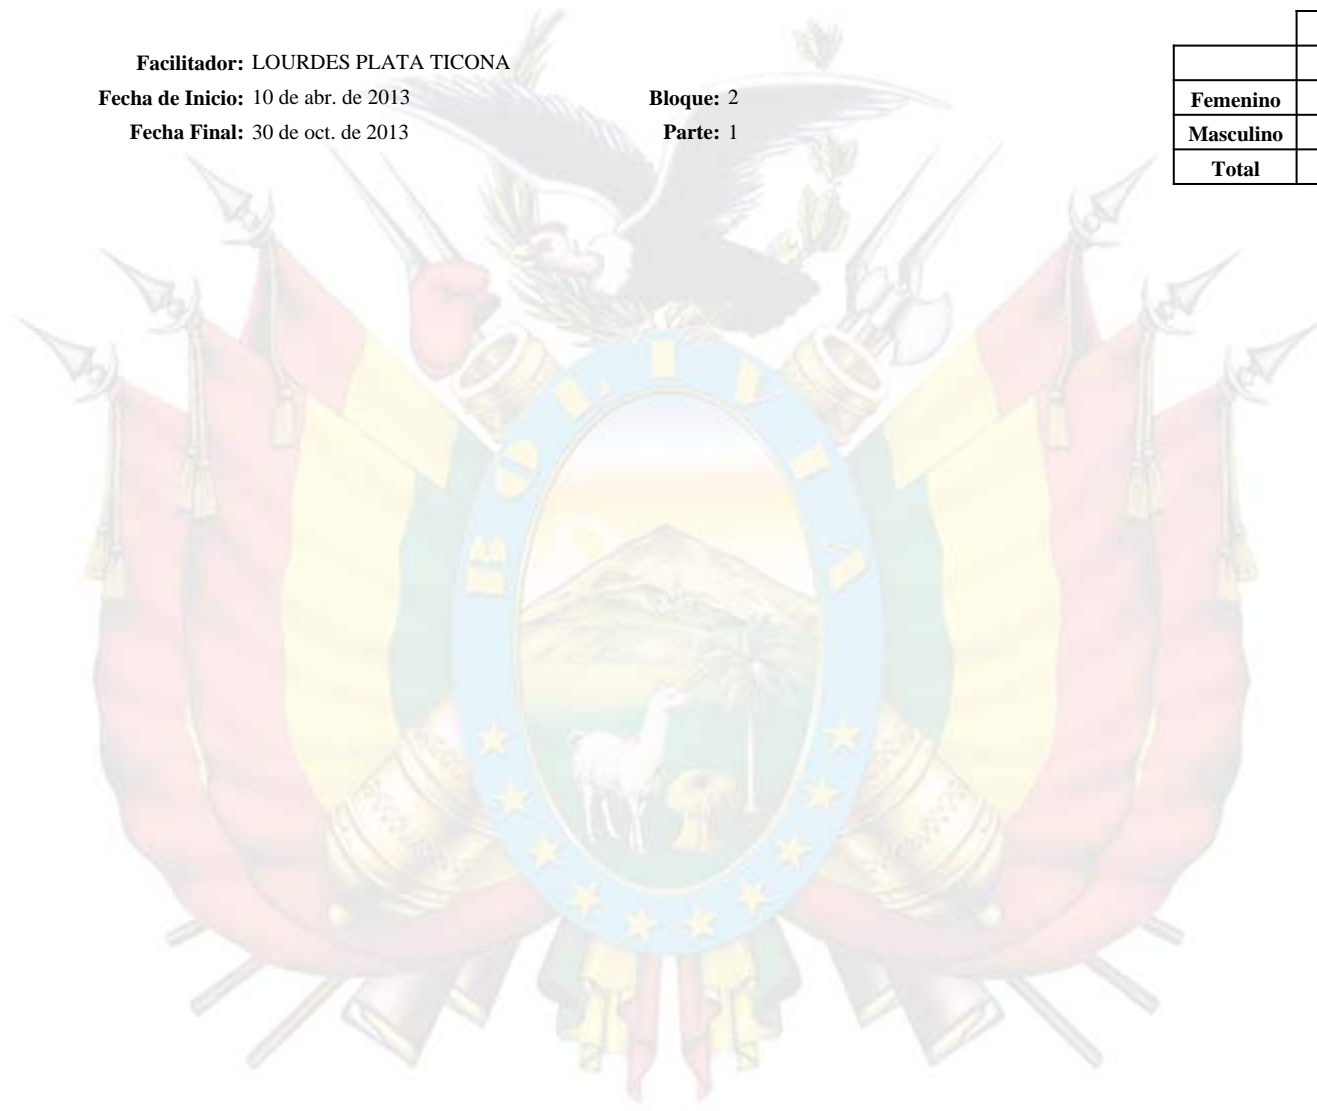 Facilitador: LOURDES PLATA TICONA
Fecha de Inicio: 10 de abr. de 2013 Bloque: 2
Fecha Final: 30 de oct. de 2013 Parte: 1
Femenino
Masculino
Total
BOLIVIA